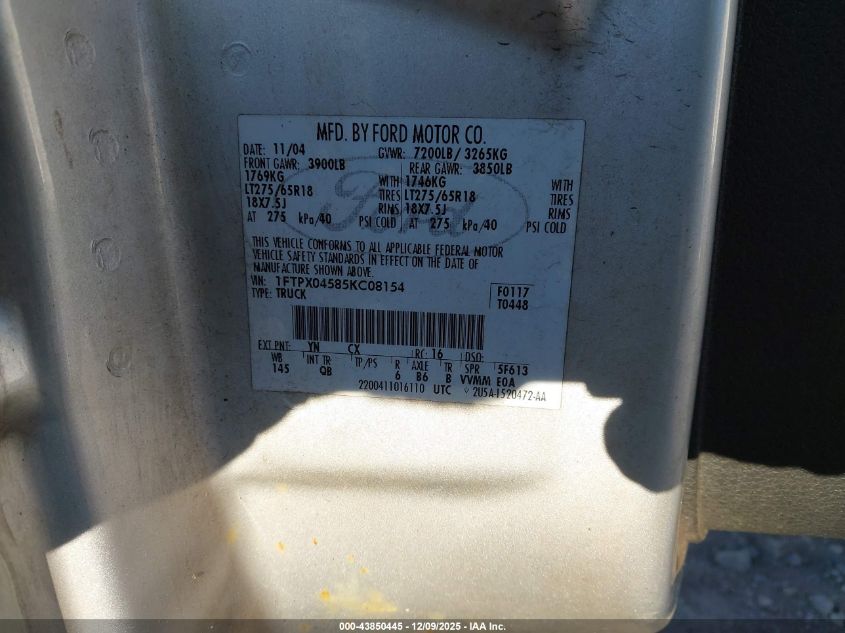 MFD. BY FORD MOTOR CO.
DATE: 11/04 GVWR: 7200LB / 3265KG
FRONT GAWR: 3900LB REAR GAWR: 3850LB
1769KG WITH 1746KG WITH
LT275/65R18 TIRES LT275/65R18 TIRES
18X7.5J RIMS 18X7.5J RIMS
AT 275 kPa/40 PSI COLD AT 275 kPa/40 PSI COLD
Ford
THIS VEHICLE CONFORMS TO ALL APPLICABLE FEDERAL MOTOR
VEHICLE SAFETY STANDARDS IN EFFECT ON THE DATE OF
MANUFACTURE SHOWN ABOVE.
VIN: 1FTPX04585KC08154 F0117
TYPE: TRUCK T0448
EXT PNT: YN CX RC: 16 DSO:
WB INT TR TP/PS R AXLE TR SPR 5F613
145 QB 6 B6 B VVMM E0A
2200411016110 UTC
2U5A-1520472-AA
000-43850445 - 12/09/2025 - IAA Inc.